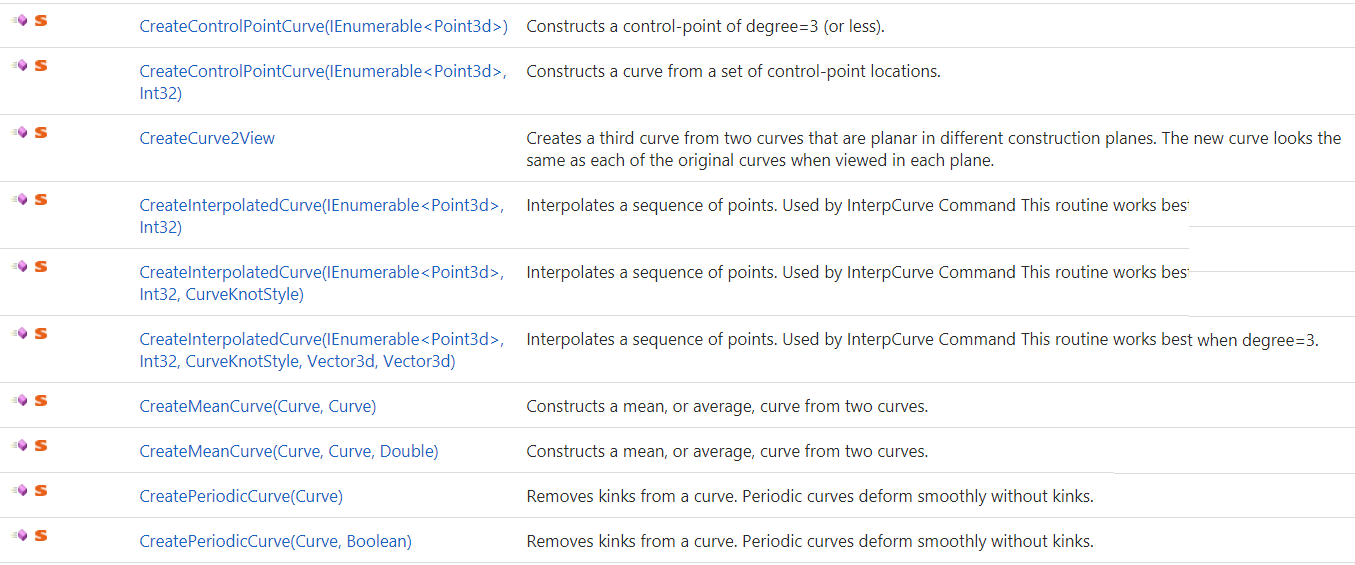 CreateControlPointCurve(IEnumerable<Point3d>) Constructs a control-point of degree=3 (or less).
CreateControlPointCurve(IEnumerable<Point3d>, Constructs a curve from a set of control-point locations.
Int32)
CreateCurve2View Creates a third curve from two curves that are planar in different construction planes. The new curve looks the
same as each of the original curves when viewed in each plane.
CreateInterpolatedCurve(IEnumerable<Point3d>, Interpolates a sequence of points. Used by InterpCurve Command This routine works best
Int32)
CreateInterpolatedCurve(IEnumerable<Point3d>, Interpolates a sequence of points. Used by InterpCurve Command This routine works best
Int32, CurveKnotStyle)
CreateInterpolatedCurve(IEnumerable<Point3d>, Interpolates a sequence of points. Used by InterpCurve Command This routine works best when degree=3.
Int32, CurveKnotStyle, Vector3d, Vector3d)
CreateMeanCurve(Curve, Curve) Constructs a mean, or average, curve from two curves.
CreateMeanCurve(Curve, Curve, Double) Constructs a mean, or average, curve from two curves.
CreatePeriodicCurve(Curve) Removes kinks from a curve. Periodic curves deform smoothly without kinks.
CreatePeriodicCurve(Curve, Boolean) Removes kinks from a curve. Periodic curves deform smoothly without kinks.